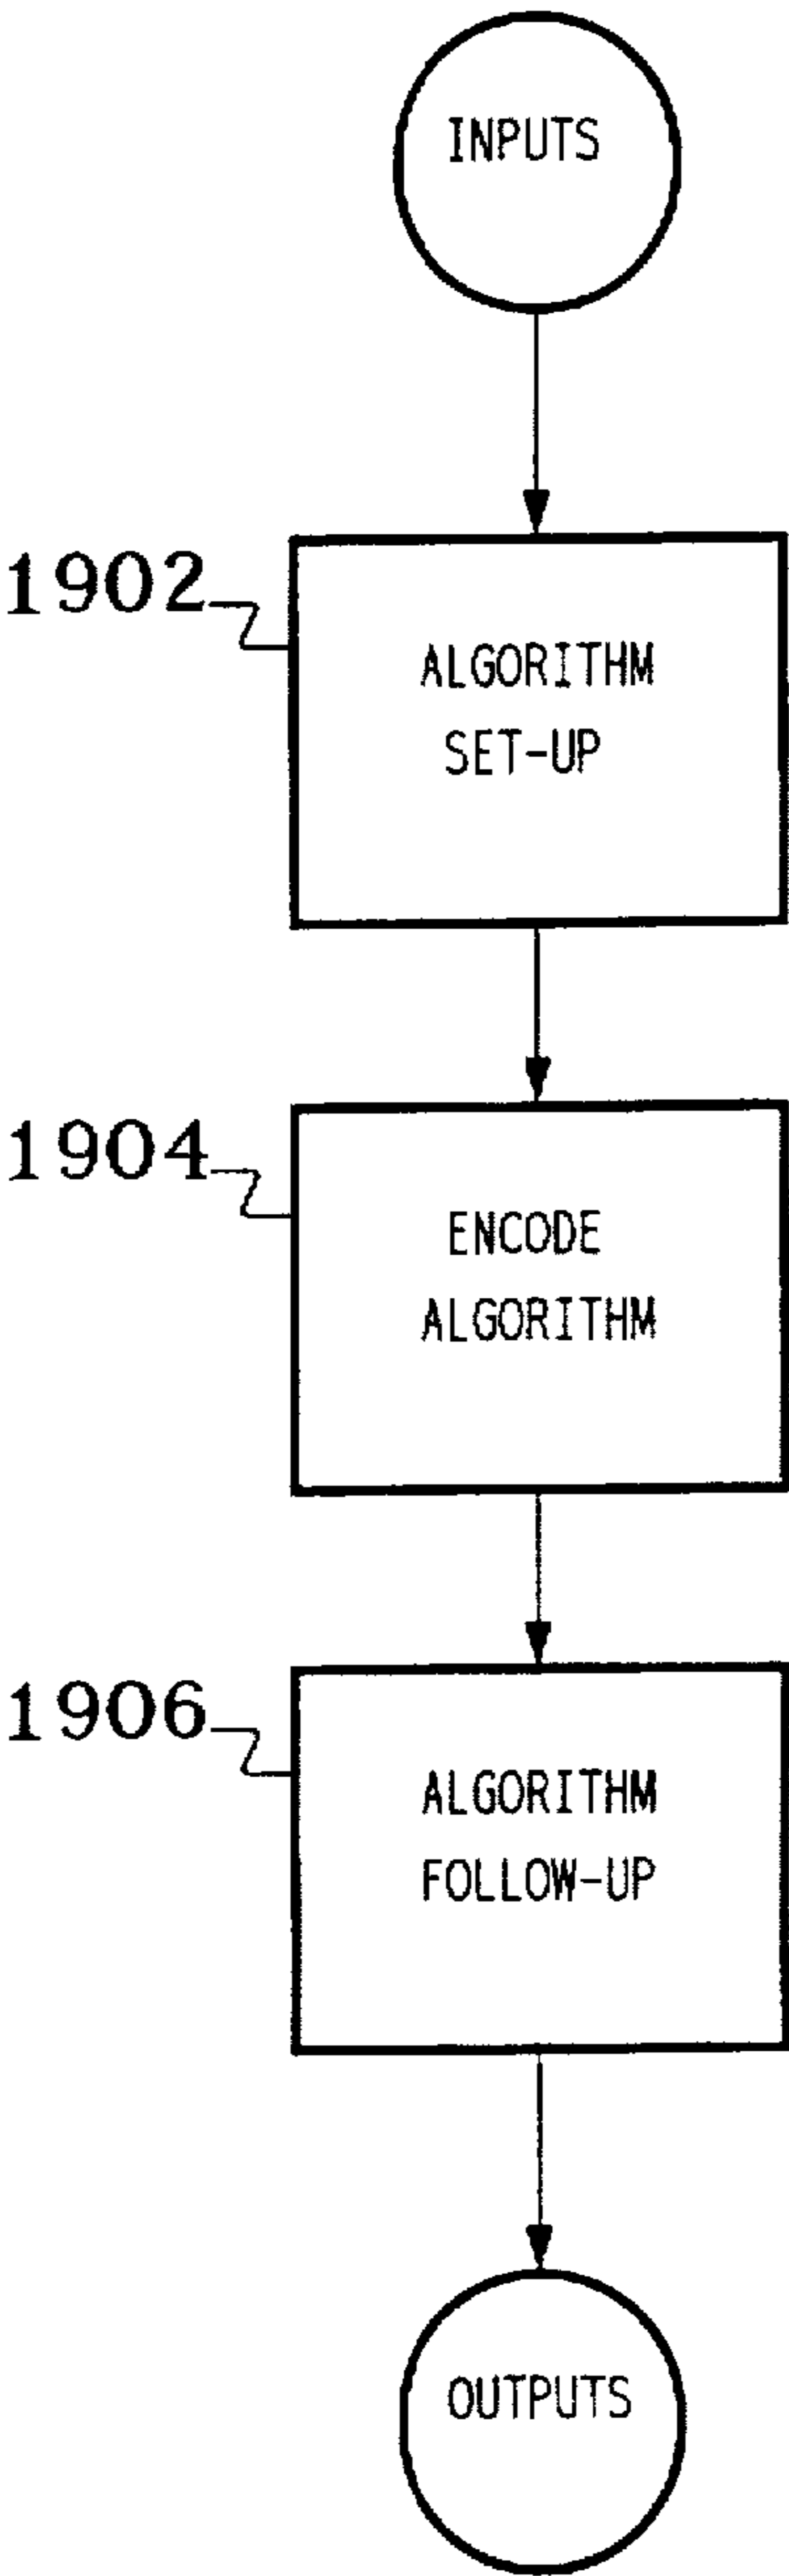 INPUTS
1902
ALGORITHM
SET-UP
1904
ENCODE
ALGORITHM
1906
ALGORITHM
FOLLOW-UP
OUTPUTS